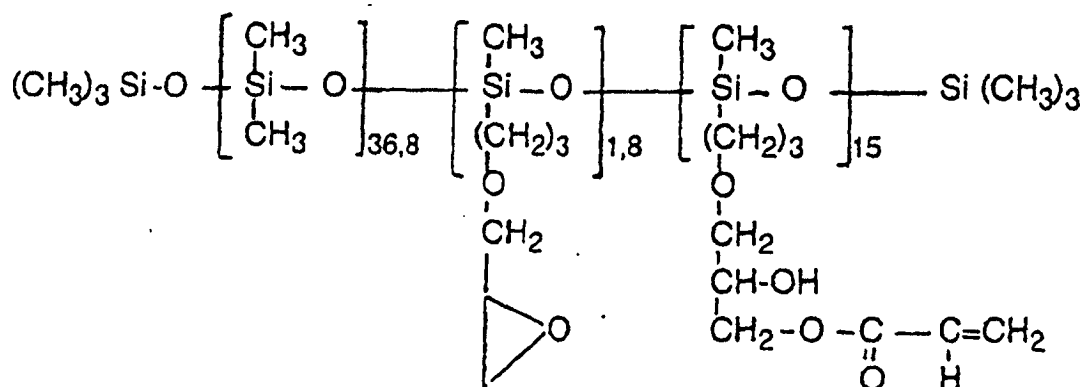 CH3 CH3 CH3
(CH3)3 Si-O Si O Si O Si O Si (CH3)3
CH3 36,8 (CH2)3 1,8 (CH2)3 15
O O
CH2 CH2
CH-OH
O CH2-O-C-C=CH2
O H